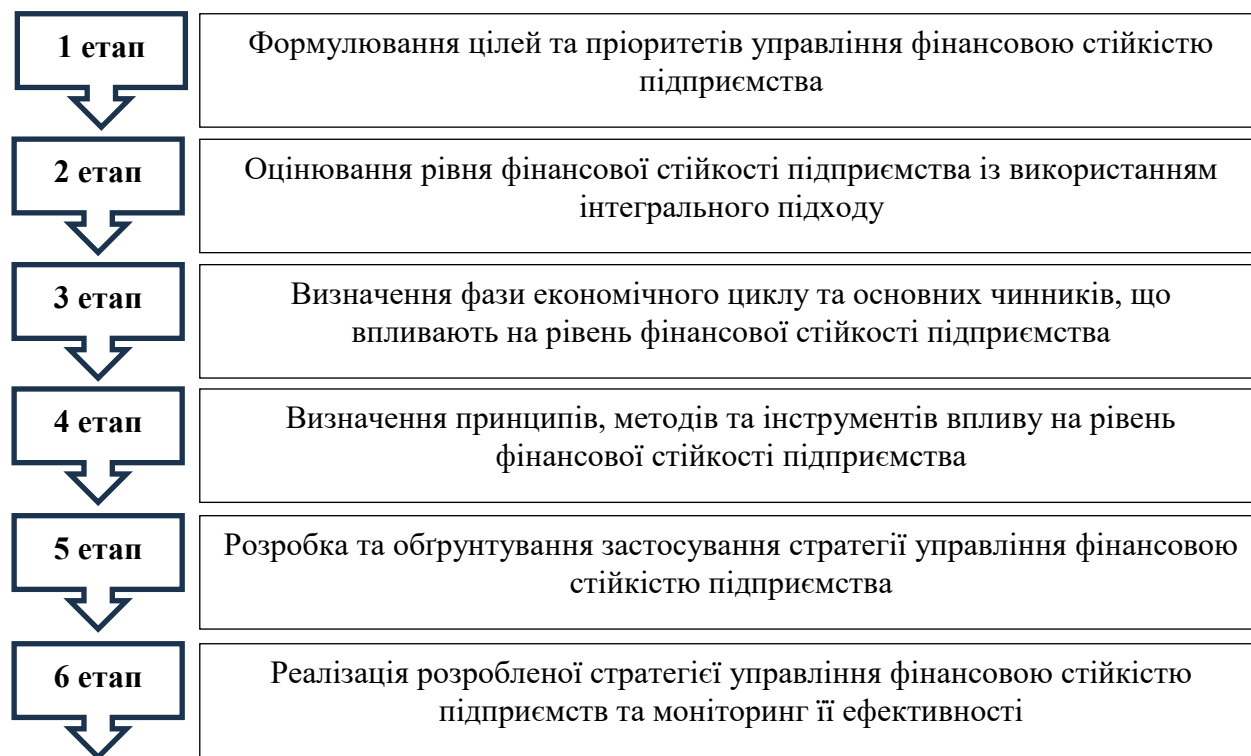 1 етап
Формулювання цілей та пріоритетів управління фінансовою стійкістю
підприємства
2 етап
Оцінювання рівня фінансової стійкості підприємства із використанням
інтегрального підходу
3 етап
Визначення фази економічного циклу та основних чинників, що
впливають на рівень фінансової стійкості підприємства
4 етап
Визначення принципів, методів та інструментів впливу на рівень
фінансової стійкості підприємства
5 етап
Розробка та обґрунтування застосування стратегії управління фінансовою
стійкістю підприємства
6 етап
Реалізація розробленої стратегієї управління фінансовою стійкістю
підприємств та моніторинг її ефективності